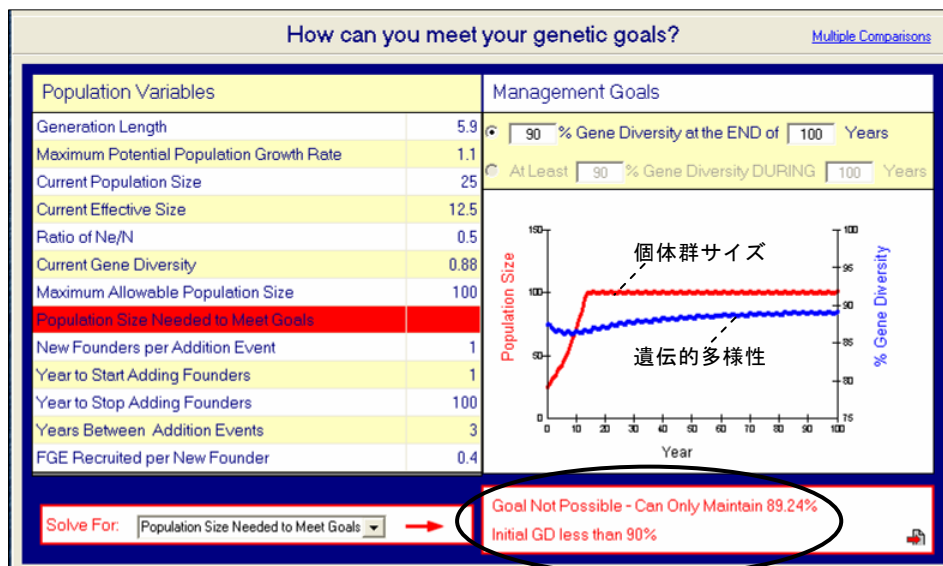 How can you meet your genetic goals?
Multiple Comparisons
Population Variables
Generation Length 5.9
Maximum Potential Population Growth Rate 1.1
Current Population Size 25
Current Effective Size 12.5
Ratio of Ne/N 0.5
Current Gene Diversity 0.88
Maximum Allowable Population Size 100
Population Size Needed to Meet Goals
New Founders per Addition Event 1
Year to Start Adding Founders 1
Year to Stop Adding Founders 100
Years Between Addition Events 3
FGE Recruited per New Founder 0.4
Management Goals
90 % Gene Diversity at the END of 100 Years
At Least 90 % Gene Diversity DURING 100 Years
Population Size
150
100
50
0
個体群サイズ
遺伝的多様性
100
95
90
85
80
75
% Gene Diversity
0 10 20 30 40 50 60 70 80 90 100
Year
Solve For: Population Size Needed to Meet Goals
Goal Not Possible - Can Only Maintain 89.24%
Initial GD less than 90%